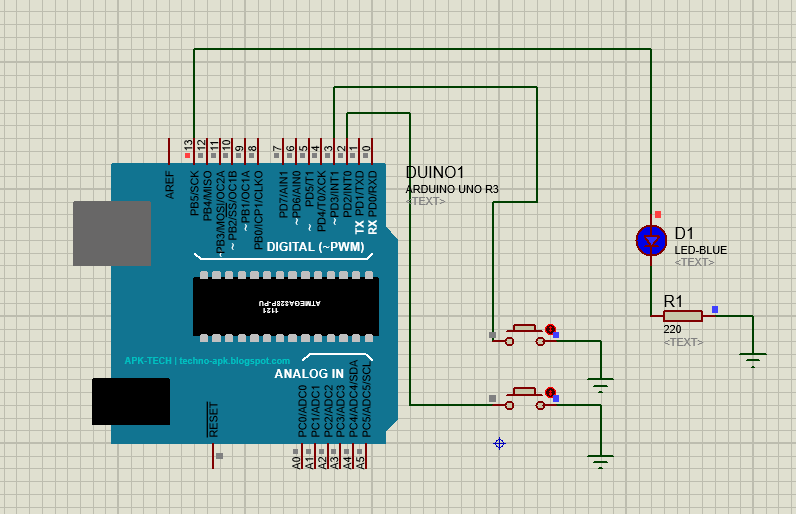 13
12
11
10
9
8
7
6
5
4
3
2
1
0
AREF
PB5/SCK
PB4/MISO
~PB3/MOSI/OC2A
~ PB2/SS/OC1B
~ PB1/OC1A
PB0/ICP1/CLKO
PD7/AIN1
~ PD6/AIN0
~ PD5/T1
PD4/T0/XCK
~ PD3/INT1
PD2/INT0
TX PD1/TXD
RX PD0/RXD
DUINO1
ARDUINO UNO R3
<TEXT>
DIGITAL (~PWM)
ATMEGA328P-PU
1121
APK-TECH | techno-apk.blogspot.com
ANALOG IN
RESET
PC0/ADC0
PC1/ADC1
PC2/ADC2
PC3/ADC3
PC4/ADC4/SDA
PC5/ADC5/SCL
A0
A1
A2
A3
A4
A5
D1
LED-BLUE
<TEXT>
R1
220
<TEXT>